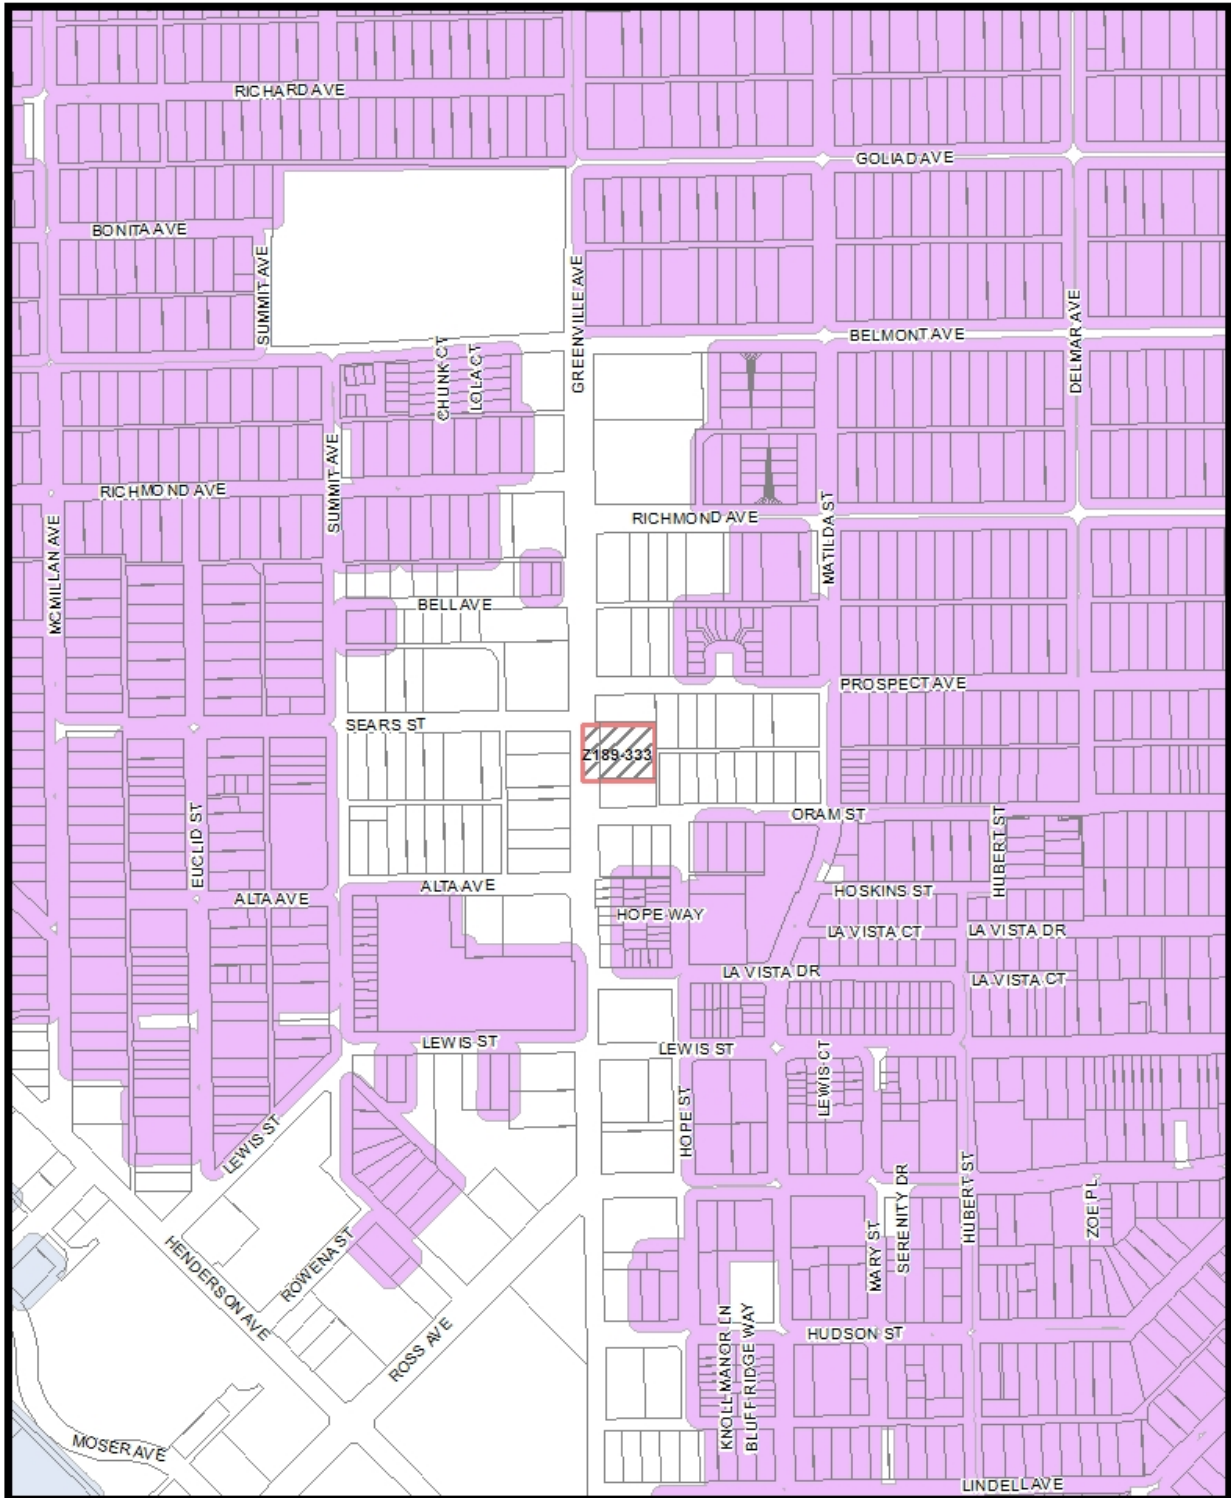 RICHARD AVE
GOLIAD AVE
BONITA AVE
SUMMIT AVE
GREENVILLE AVE
DELMAR AVE
BELMONT AVE
CHUNK CT
LOLA CT
SUMMIT AVE
RICHMOND AVE
RICHMOND AVE
MATILDA ST
MCMILLAN AVE
BELL AVE
PROSPECT AVE
SEARS ST
Z189-333
ORAM ST
EUCLID ST
HUBERT ST
ALTA AVE
ALTA AVE
HOSKINS ST
HOPE WAY
LA VISTA CT
LA VISTA DR
LA VISTA DR
LA VISTA CT
LEWIS ST
LEWIS ST
LEWIS CT
HOPE ST
LEWIS ST
SERENITY DR
HUBERT ST
ZOE PL
MARY ST
HENDERSON AVE
ROWENA ST
ROSS AVE
KNOLL MANOR LN
BLUFF RIDGE WAY
HUDSON ST
MOSER AVE
LINDELL AVE